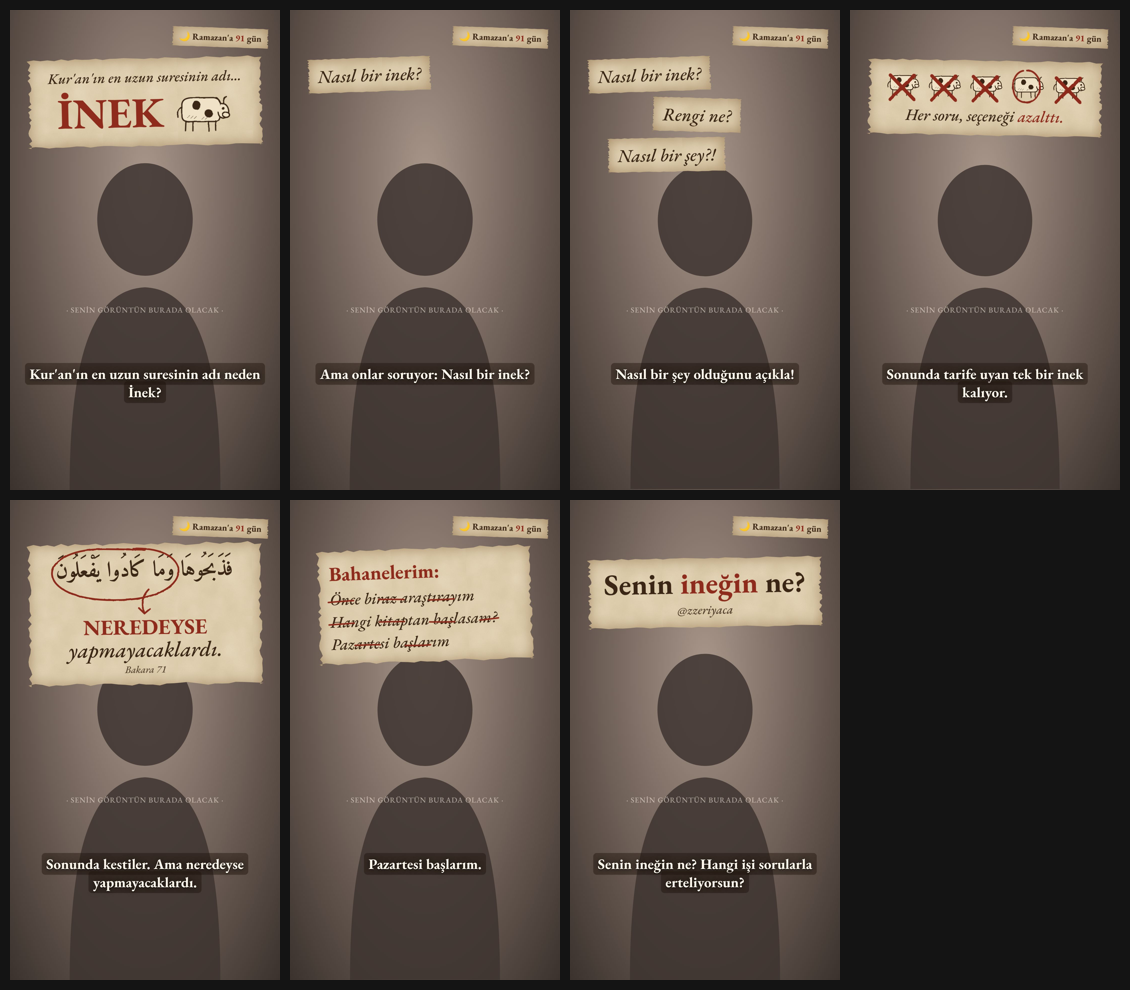 🌙 Ramazan'a 91 gün
Kur'an'ın en uzun suresinin adı...
İNEK
- SENİN GÖRÜNTÜN BURADA OLACAK -
Kur'an'ın en uzun suresinin adı neden
İnek?
🌙 Ramazan'a 91 gün
Nasıl bir inek?
- SENİN GÖRÜNTÜN BURADA OLACAK -
Ama onlar soruyor: Nasıl bir inek?
🌙 Ramazan'a 91 gün
Nasıl bir inek?
Rengi ne?
Nasıl bir şey?!
- SENİN GÖRÜNTÜN BURADA OLACAK -
Nasıl bir şey olduğunu açıkla!
🌙 Ramazan'a 91 gün
Her soru, seçeneği azalttı.
- SENİN GÖRÜNTÜN BURADA OLACAK -
Sonunda tarife uyan tek bir inek
kalıyor.
🌙 Ramazan'a 91 gün
فَذَبَحُوهَا وَمَا كَادُوا يَفْعَلُونَ
NEREDEYSE
yapmayacaklardı.
Bakara 71
- SENİN GÖRÜNTÜN BURADA OLACAK -
Sonunda kestiler. Ama neredeyse
yapmayacaklardı.
🌙 Ramazan'a 91 gün
Bahanelerim:
Önce biraz araştırayım
Hangi kitaptan başlasam?
Pazartesi başlarım
- SENİN GÖRÜNTÜN BURADA OLACAK -
Pazartesi başlarım.
🌙 Ramazan'a 91 gün
Senin ineğin ne?
@zzeriyaca
- SENİN GÖRÜNTÜN BURADA OLACAK -
Senin ineğin ne? Hangi işi sorularla
erteliyorsun?